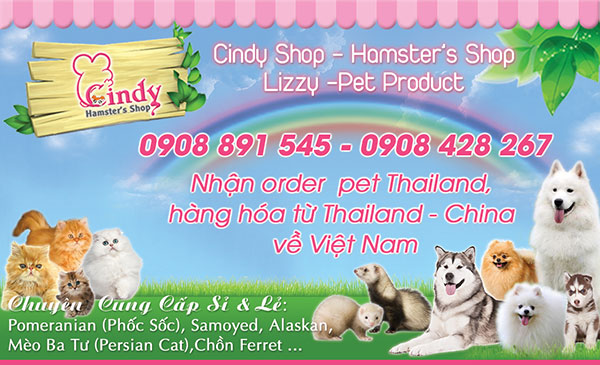 Cindy
Hamster's Shop
Cindy Shop - Hamster's Shop
Lizzy -Pet Product
0908 891 545 - 0908 428 267
Nhận order pet Thailand,
hàng hóa từ Thailand - China
về Việt Nam
Chuyên Cung Cấp Sỉ & Lẻ:
Pomeranian (Phốc Sốc), Samoyed, Alaskan,
Mèo Ba Tư (Persian Cat),Chồn Ferret ...